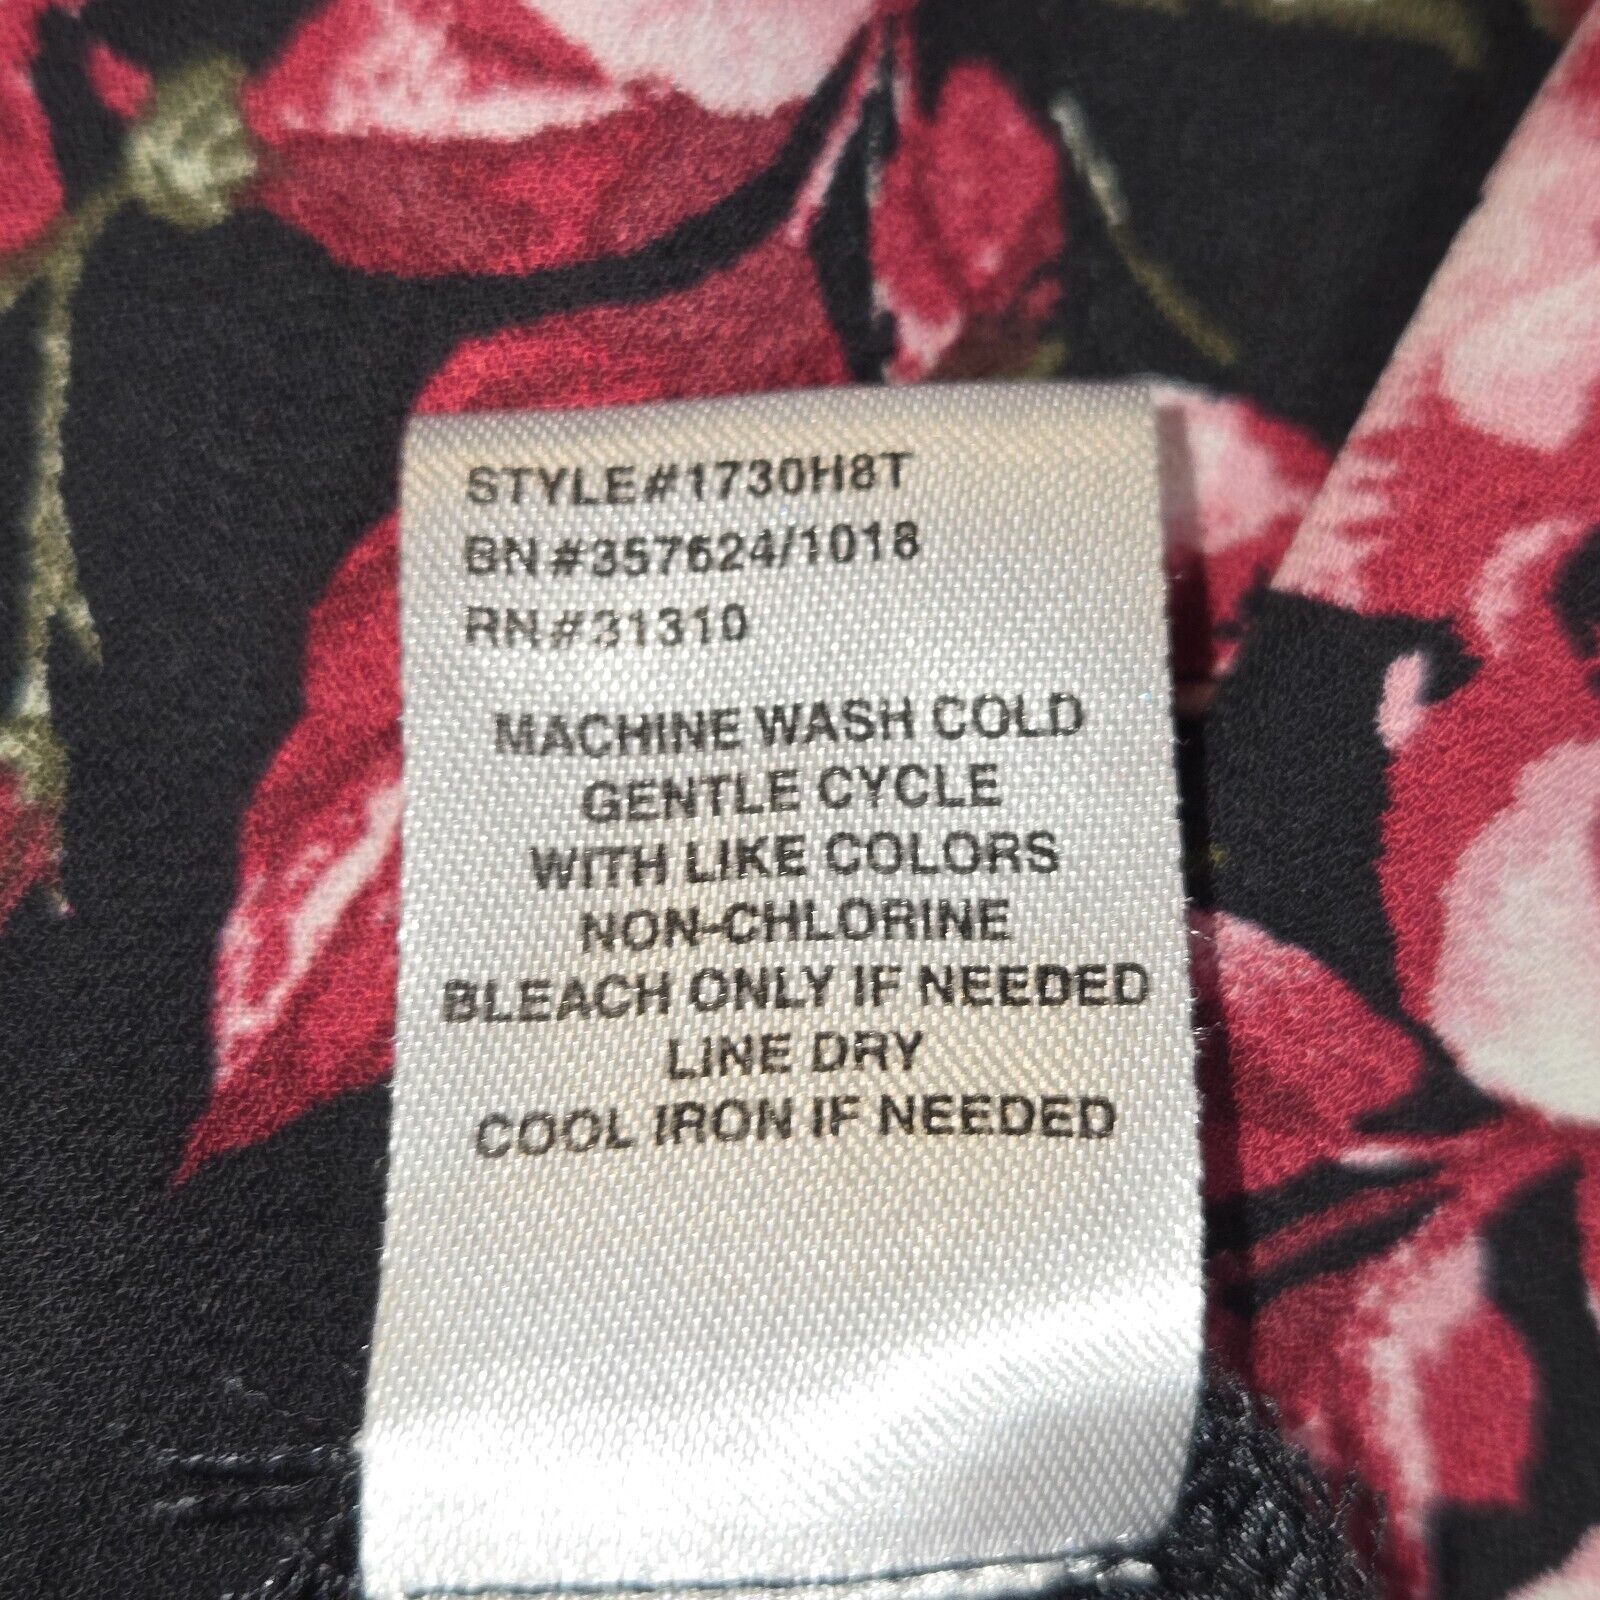 STYLE#1730H8T
BN#357624/1018
RN#31310
MACHINE WASH COLD
GENTLE CYCLE
WITH LIKE COLORS
NON-CHLORINE
BLEACH ONLY IF NEEDED
LINE DRY
COOL IRON IF NEEDED